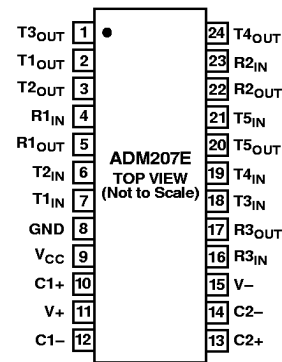 T3OUT 1 24 T4OUT
T1OUT 2 23 R2IN
T2OUT 3 22 R2OUT
R1IN 4 21 T5IN
R1OUT 5 20 T5OUT
T2IN 6 19 T4IN
T1IN 7 18 T3IN
GND 8 17 R3OUT
VCC 9 16 R3IN
C1+ 10 15 V–
V+ 11 14 C2–
C1– 12 13 C2+
ADM207E
TOP VIEW
(Not to Scale)